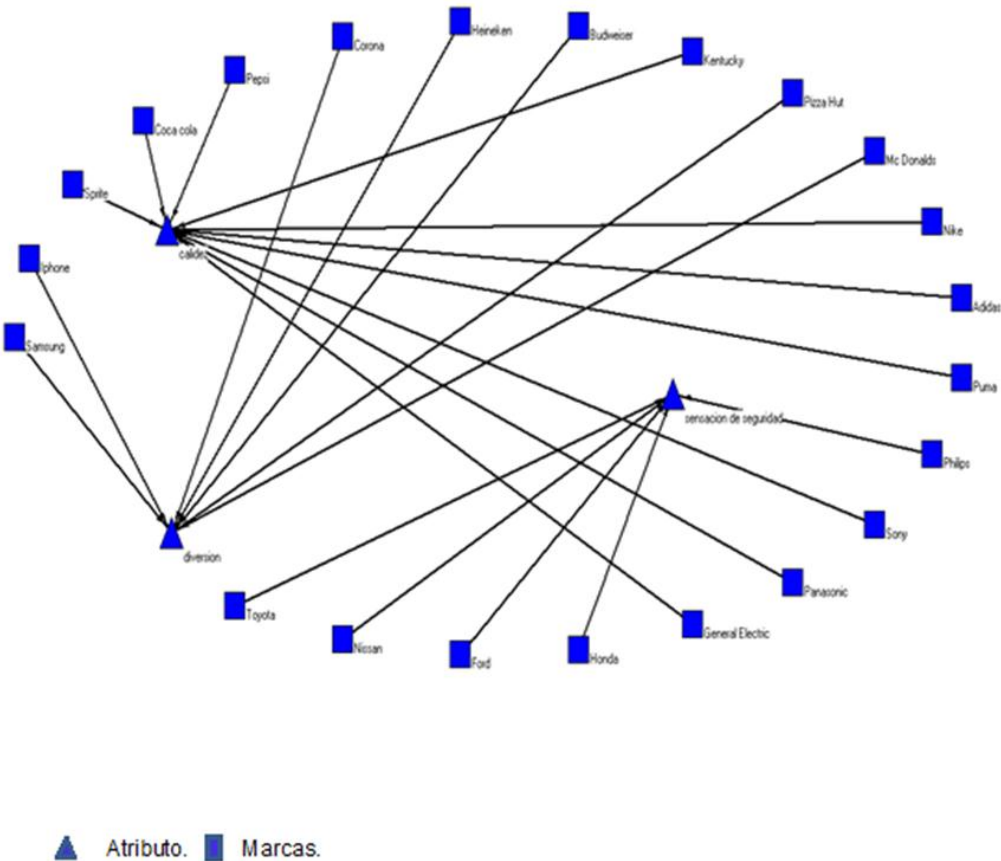 Heineken
Budweiser
Corona
Kentucky
Pepsi
Pizza Hut
Coca cola
Mc Donalds
Sprite
Nike
calidad
Iphone
Adidas
Samsung
Puma
sensacion de seguridad
Philips
Sony
diversion
Panasonic
Toyota
General Electric
Nissan
Ford
Honda
Atributo. Marcas.